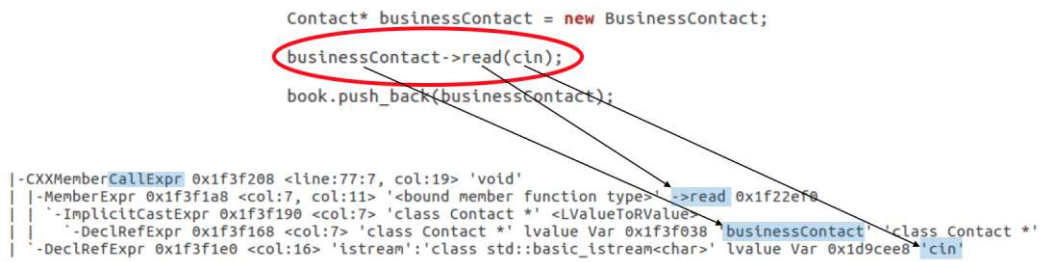 Contact* businessContact = new BusinessContact;
businessContact->read(cin);
book.push_back(businessContact);
|-CXXMemberCallExpr 0x1f3f208 <line:77:7, col:19> 'void'
| |-MemberExpr 0x1f3f1a8 <col:7, col:11> '<bound member function type>' ->read 0x1f22ef0
| | `-ImplicitCastExpr 0x1f3f190 <col:7> 'class Contact *' <LValueToRValue>
| |   `-DeclRefExpr 0x1f3f168 <col:7> 'class Contact *' lvalue Var 0x1f3f038 'businessContact' 'class Contact *'
| `-DeclRefExpr 0x1f3f1e0 <col:16> 'istream':'class std::basic_istream<char>' lvalue Var 0x1d9cee8 'cin'